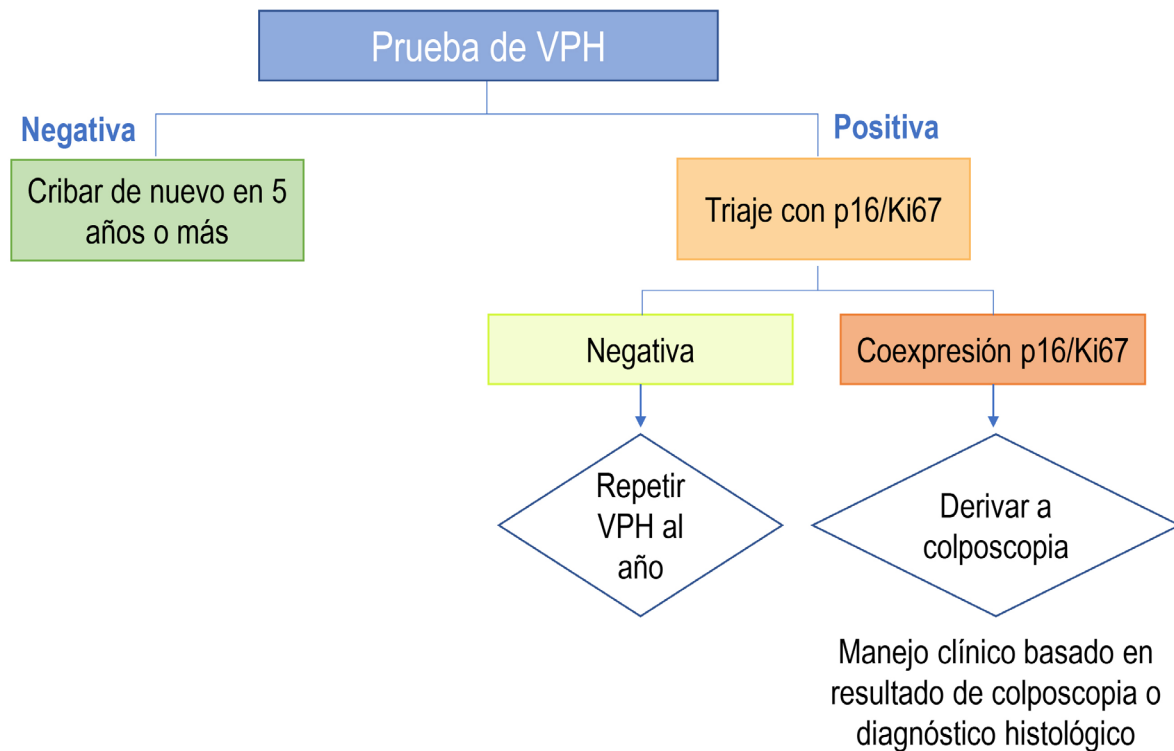 Prueba de VPH
Negativa
Positiva
Cribar de nuevo en 5
años o más
Triaje con p16/Ki67
Negativa
Coexpresión p16/Ki67
Repetir
VPH al
año
Derivar a
colposcopia
Manejo clínico basado en
resultado de colposcopia o
diagnóstico histológico